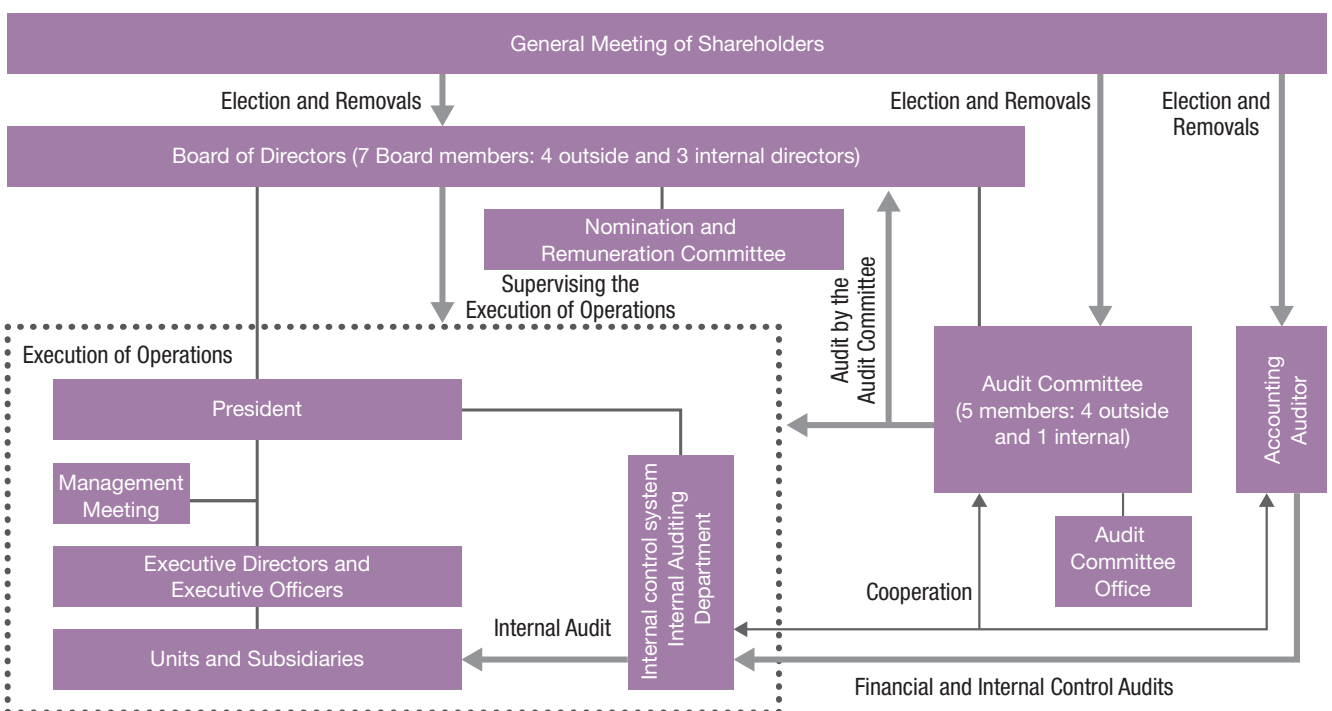 General Meeting of Shareholders
Election and Removals
Election and Removals
Election and
Removals
Board of Directors (7 Board members: 4 outside and 3 internal directors)
Nomination and
Remuneration Committee
Supervising the
Execution of Operations
Audit by the
Audit Committee
Execution of Operations
President
Management
Meeting
Executive Directors and
Executive Officers
Units and Subsidiaries
Internal Audit
Internal control system
Internal Auditing
Department
Audit Committee
(5 members: 4 outside
and 1 internal)
Accounting
Auditor
Audit
Committee
Office
Cooperation
Financial and Internal Control Audits